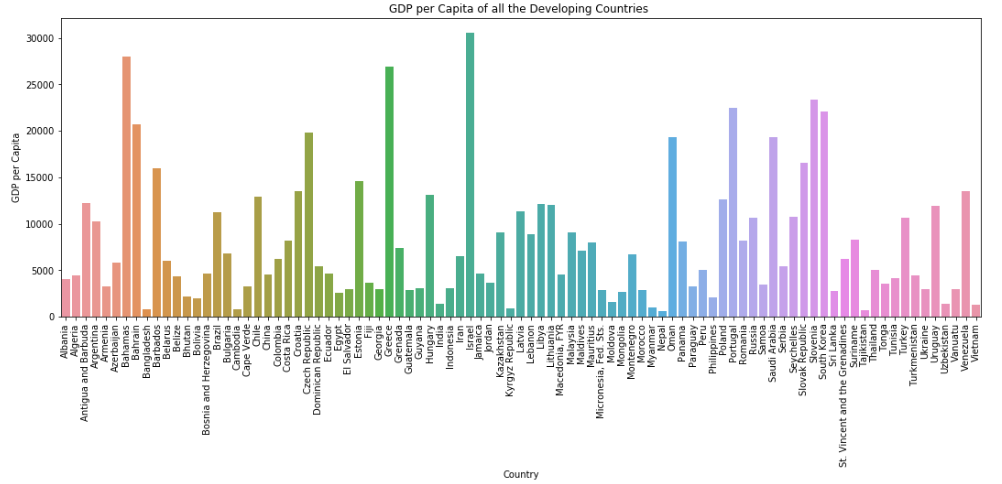 GDP per Capita of all the Developing Countries
GDP per Capita
30000
25000
20000
15000
10000
5000
0
Albania
Algeria
Antigua and Barbuda
Argentina
Armenia
Azerbaijan
Bahamas
Bahrain
Bangladesh
Barbados
Belarus
Belize
Bhutan
Bolivia
Bosnia and Herzegovina
Brazil
Bulgaria
Cambodia
Cape Verde
Chile
China
Colombia
Costa Rica
Croatia
Czech Republic
Dominican Republic
Ecuador
Egypt
El Salvador
Estonia
Fiji
Georgia
Greece
Grenada
Guatemala
Guyana
Hungary
India
Indonesia
Iran
Israel
Jamaica
Jordan
Kazakhstan
Kyrgyz Republic
Latvia
Lebanon
Libya
Lithuania
Macedonia, FYR
Malaysia
Maldives
Mauritius
Micronesia, Fed. Sts.
Moldova
Mongolia
Montenegro
Morocco
Myanmar
Nepal
Oman
Panama
Paraguay
Peru
Philippines
Poland
Portugal
Romania
Russia
Samoa
Saudi Arabia
Serbia
Seychelles
Slovak Republic
Slovenia
South Korea
Sri Lanka
St. Vincent and the Grenadines
Suriname
Tajikistan
Thailand
Tonga
Tunisia
Turkey
Turkmenistan
Ukraine
Uruguay
Uzbekistan
Vanuatu
Venezuela
Vietnam
Country